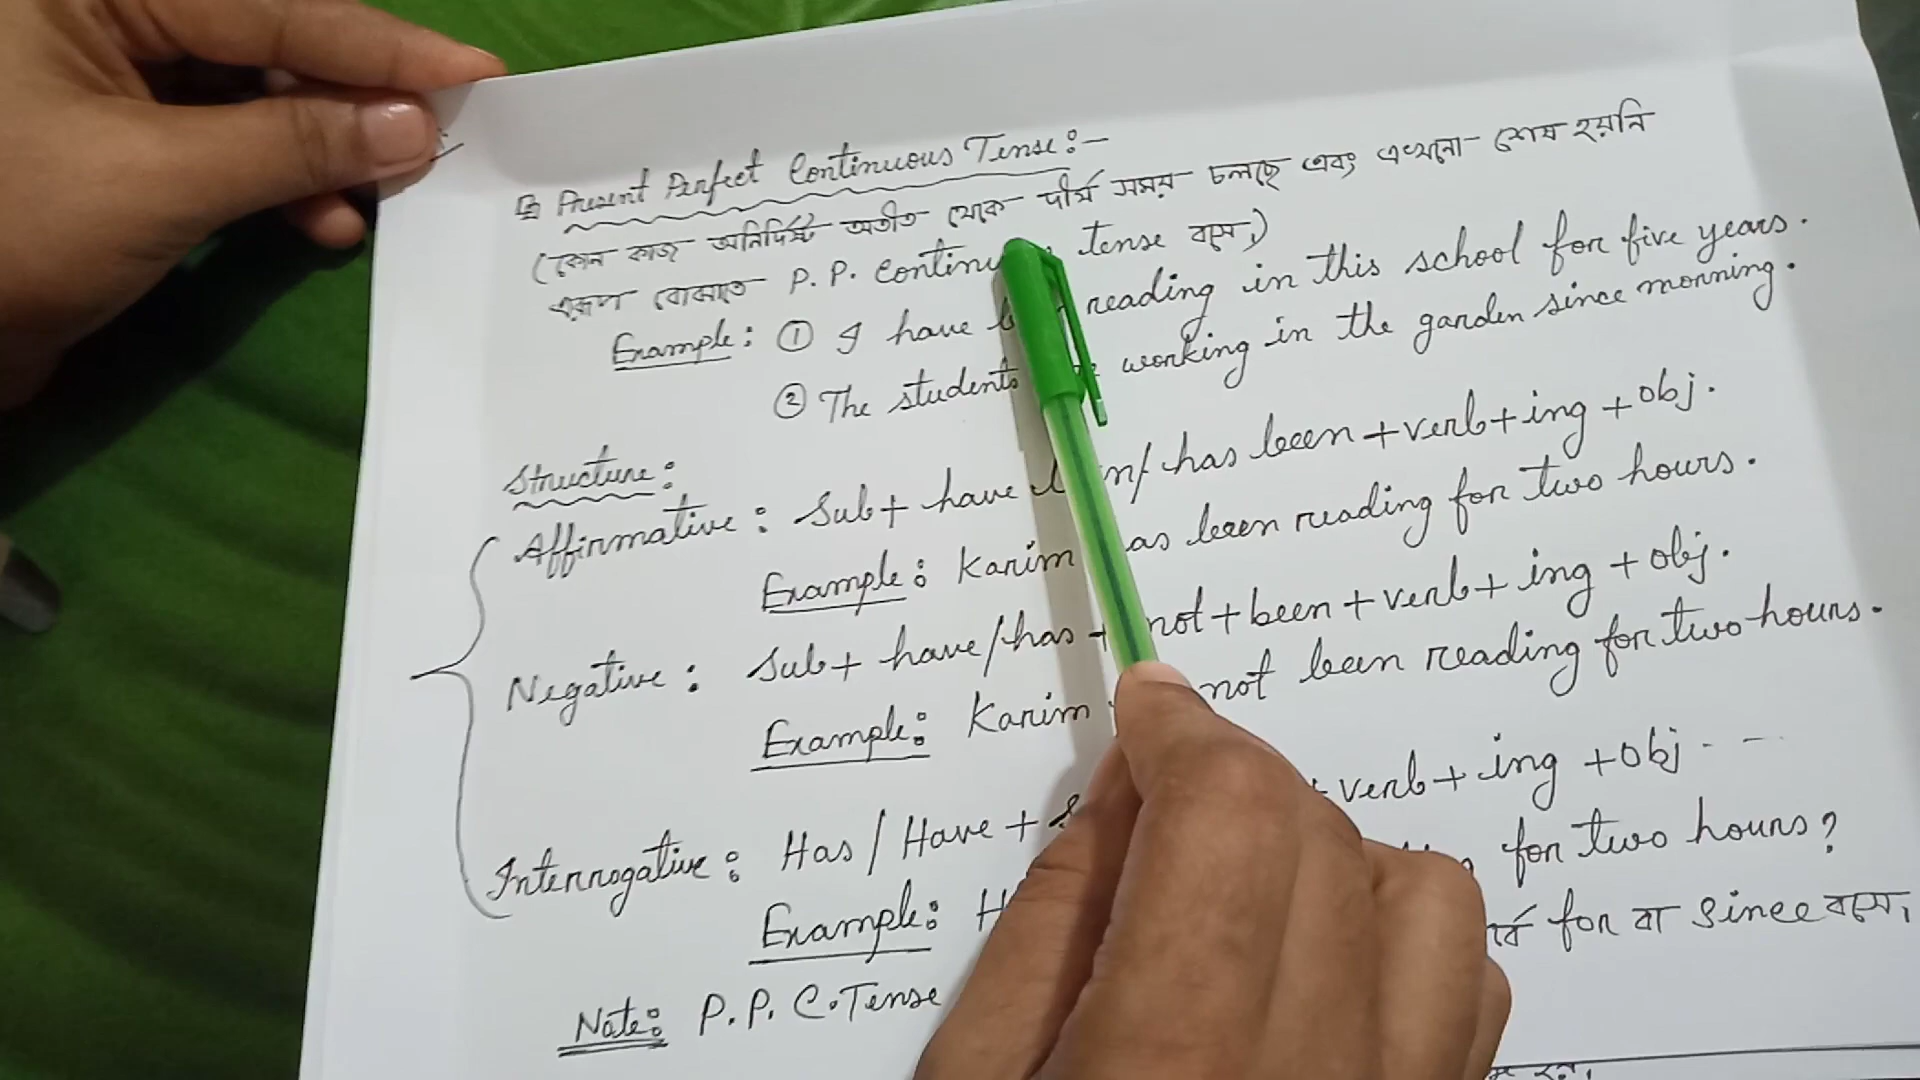 Present Perfect Continuous Tense:-
(কোন কাজ অনির্দিষ্ট অতীত থেকে দীর্ঘ সময় চলছে এবং এখনো শেষ হয়নি
এরূপ বোঝাতে P.P. Continu tense বসে।)
Example: ① I have reading in this school for five years.
② The students working in the garden since morning.
Structure:
Affirmative: Sub+ have / has been +verb+ing +obj.
Example: Karim as been reading for two hours.
Negative: Sub+ have/has + not+been+verb+ing+obj.
Example: Karim not been reading for two hours.
Interrogative: Has / Have + +verb+ing +obj - -
Example: for two hours?
Note: P.P.C.Tense for বা since বসে।